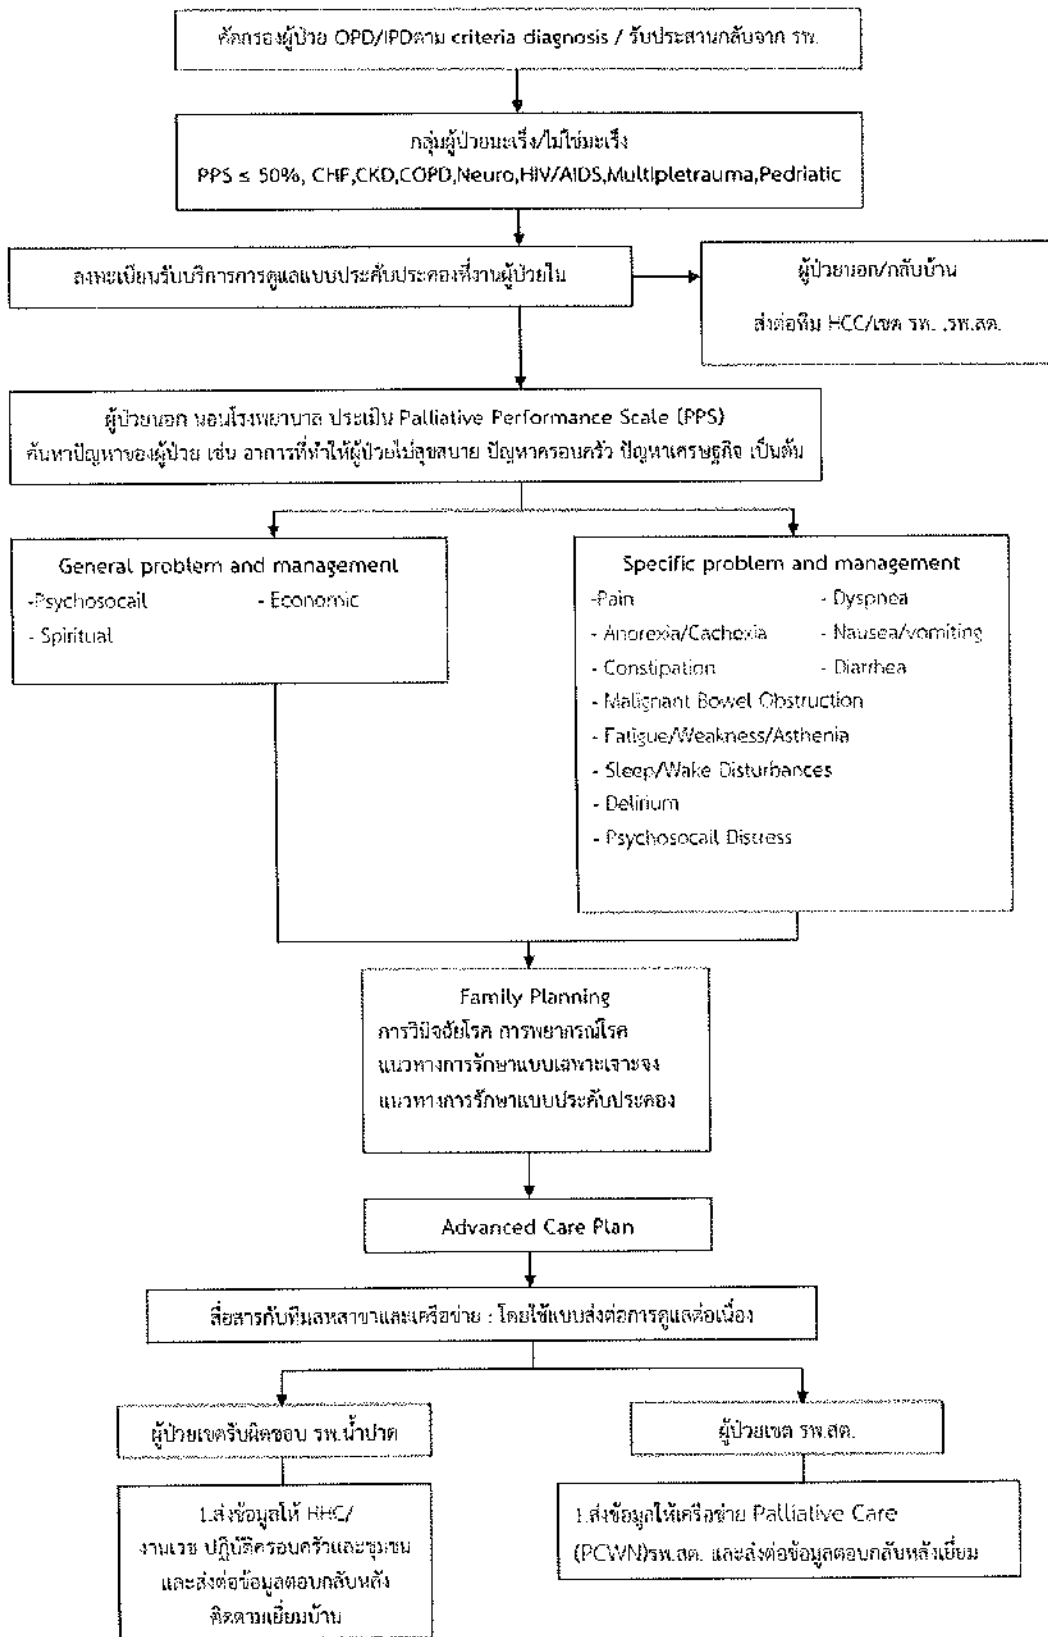 คัดกรองผู้ป่วย OPD/IPDตาม criteria diagnosis / รับประสานกลับจาก รพ.
กลุ่มผู้ป่วยมะเร็ง/ไม่ใช่มะเร็ง
PPS ≤ 50%, CHF,CKD,COPD,Neuro,HIV/AIDS,Multipletrauma,Pedriatic
ลงทะเบียนรับบริการการดูแลแบบประคับประคองที่งานผู้ป่วยใน
ผู้ป่วยนอก/กลับบ้าน
ส่งต่อทีม HCC/เขต รพ. .รพ.สต.
ผู้ป่วยนอก นอนโรงพยาบาล ประเมิน Palliative Performance Scale (PPS)
ค้นหาปัญหาของผู้ป่วย เช่น อาการที่ทำให้ผู้ป่วยไม่สุขสบาย ปัญหาครอบครัว ปัญหาเศรษฐกิจ เป็นต้น
General problem and management
-Psychosocail - Economic
- Spiritual
Specific problem and management
-Pain - Dyspnea
- Anorexia/Cachexia - Nausea/vomiting
- Constipation - Diarrhea
- Malignant Bowel Obstruction
- Fatigue/Weakness/Asthenia
- Sleep/Wake Disturbances
- Delirium
- Psychosocail Distress
Family Planning
การวินิจฉัยโรค การพยากรณ์โรค
แนวทางการรักษาแบบเฉพาะเจาะจง
แนวทางการรักษาแบบประคับประคอง
Advanced Care Plan
สื่อสารกับทีมสหสาขาและเครือข่าย : โดยใช้แบบส่งต่อการดูแลต่อเนื่อง
ผู้ป่วยเขตรับผิดชอบ รพ.น้ำปาด
ผู้ป่วยเขต รพ.สต.
1.ส่งข้อมูลให้ HHC/
งานเวช ปฏิบัติครอบครัวและชุมชน
และส่งต่อข้อมูลตอบกลับหลัง
ติดตามเยี่ยมบ้าน
1.ส่งข้อมูลให้เครือข่าย Palliative Care
(PCWN)รพ.สต. และส่งต่อข้อมูลตอบกลับหลังเยี่ยม